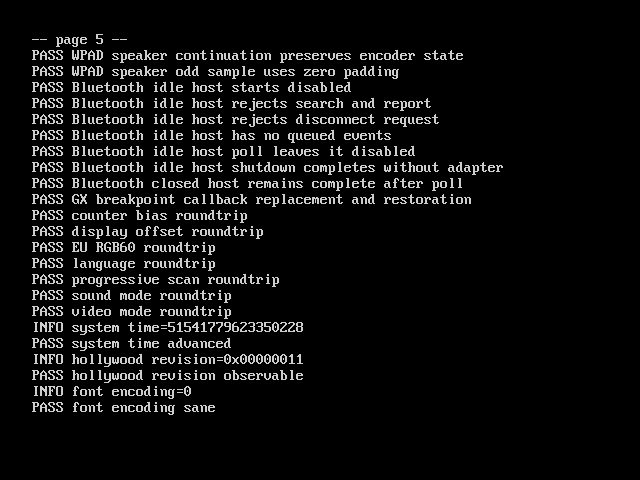 -- page 5 --
PASS WPAD speaker continuation preserves encoder state
PASS WPAD speaker odd sample uses zero padding
PASS Bluetooth idle host starts disabled
PASS Bluetooth idle host rejects search and report
PASS Bluetooth idle host rejects disconnect request
PASS Bluetooth idle host has no queued events
PASS Bluetooth idle host poll leaves it disabled
PASS Bluetooth idle host shutdown completes without adapter
PASS Bluetooth closed host remains complete after poll
PASS GX breakpoint callback replacement and restoration
PASS counter bias roundtrip
PASS display offset roundtrip
PASS EU RGB60 roundtrip
PASS language roundtrip
PASS progressive scan roundtrip
PASS sound mode roundtrip
PASS video mode roundtrip
INFO system time=51541779623350228
PASS system time advanced
INFO hollywood revision=0x00000011
PASS hollywood revision observable
INFO font encoding=0
PASS font encoding sane